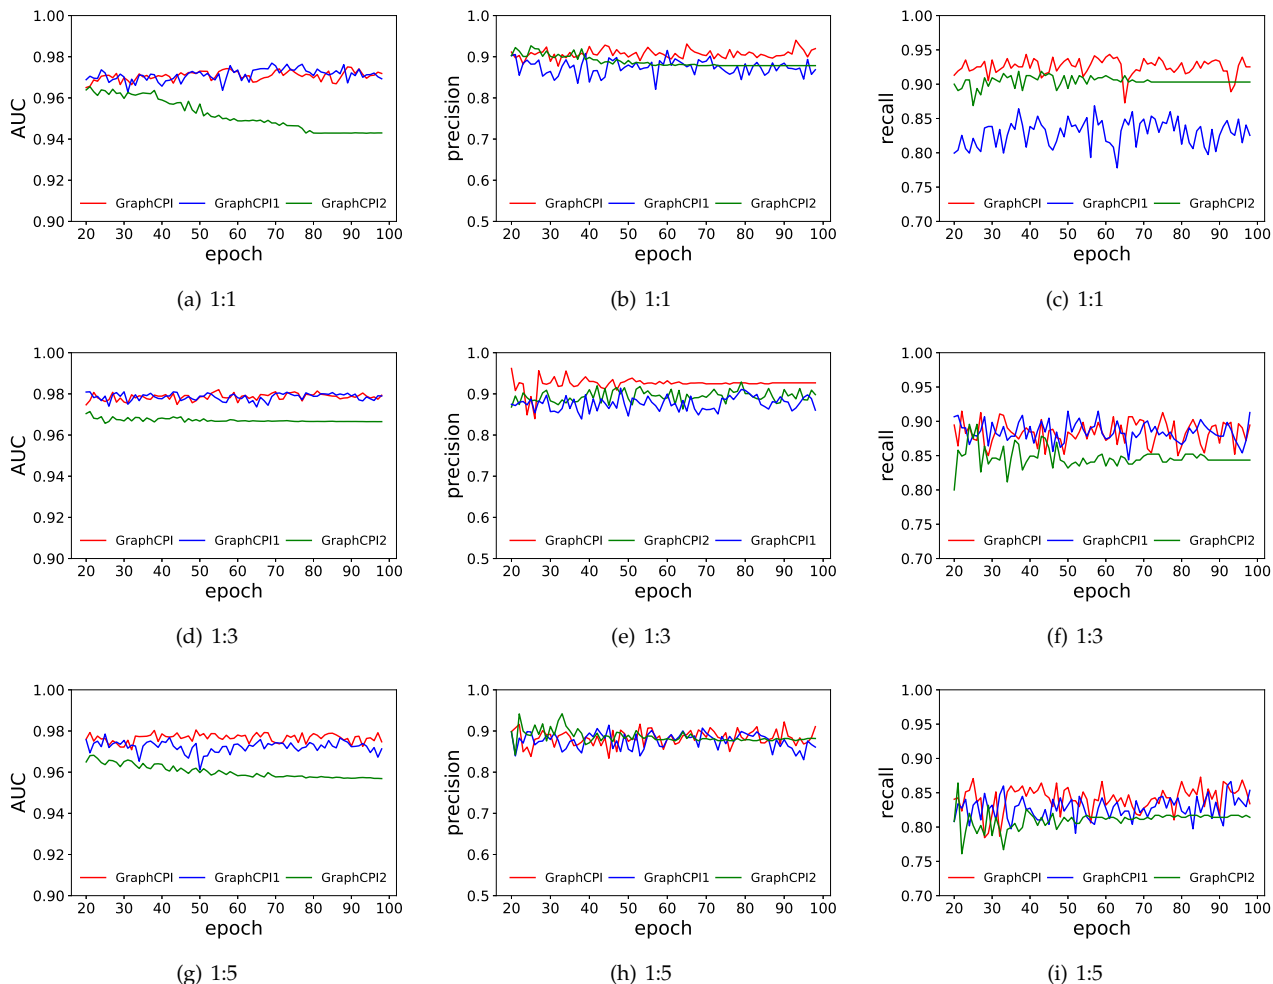 1.00
0.98
0.96
0.94
0.92
0.90
AUC
GraphCPI GraphCPI1 GraphCPI2
20 30 40 50 60 70 80 90 100
epoch
(a) 1:1
1.0
0.9
0.8
0.7
0.6
0.5
precision
GraphCPI GraphCPI1 GraphCPI2
20 30 40 50 60 70 80 90 100
epoch
(b) 1:1
1.00
0.95
0.90
0.85
0.80
0.75
0.70
recall
GraphCPI GraphCPI1 GraphCPI2
20 30 40 50 60 70 80 90 100
epoch
(c) 1:1
1.00
0.98
0.96
0.94
0.92
0.90
AUC
GraphCPI GraphCPI1 GraphCPI2
20 30 40 50 60 70 80 90 100
epoch
(d) 1:3
1.0
0.9
0.8
0.7
0.6
0.5
precision
GraphCPI GraphCPI2 GraphCPI1
20 30 40 50 60 70 80 90 100
epoch
(e) 1:3
1.00
0.95
0.90
0.85
0.80
0.75
0.70
recall
GraphCPI GraphCPI1 GraphCPI2
20 30 40 50 60 70 80 90 100
epoch
(f) 1:3
1.00
0.98
0.96
0.94
0.92
0.90
AUC
GraphCPI GraphCPI1 GraphCPI2
20 30 40 50 60 70 80 90 100
epoch
(g) 1:5
1.0
0.9
0.8
0.7
0.6
0.5
precision
GraphCPI GraphCPI1 GraphCPI2
20 30 40 50 60 70 80 90 100
epoch
(h) 1:5
1.00
0.95
0.90
0.85
0.80
0.75
0.70
recall
GraphCPI GraphCPI1 GraphCPI2
20 30 40 50 60 70 80 90 100
epoch
(i) 1:5